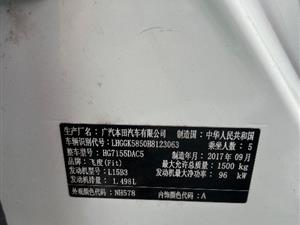 生产厂名：广汽本田汽车有限公司 制造国：中华人民共和国
车辆识别代号：LHGGK5850H8123063 乘坐人数：5
整车型号：HG7155DAC5 制造年月：2017年09月
品牌：飞度(Fit) 最大允许总质量：1500 kg
发动机型号：L15B3 发动机最大净功率：96 kW
发动机排量：1.498L
外观颜色代码：NH578 内饰颜色代码：A